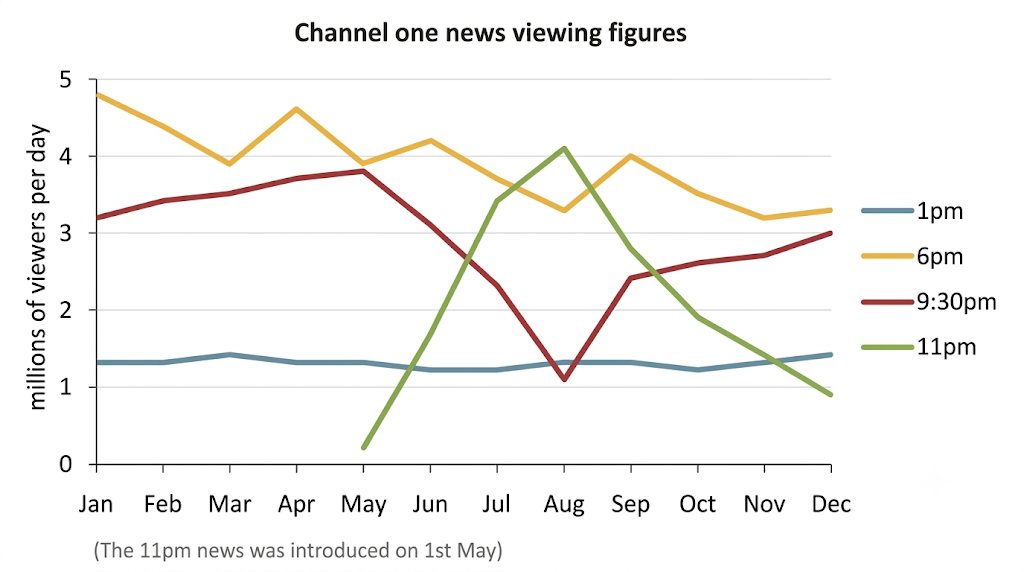 Channel one news viewing figures
millions of viewers per day
5
4
3
2
1
0
Jan Feb Mar Apr May Jun Jul Aug Sep Oct Nov Dec
1pm
6pm
9:30pm
11pm
(The 11pm news was introduced on 1st May)